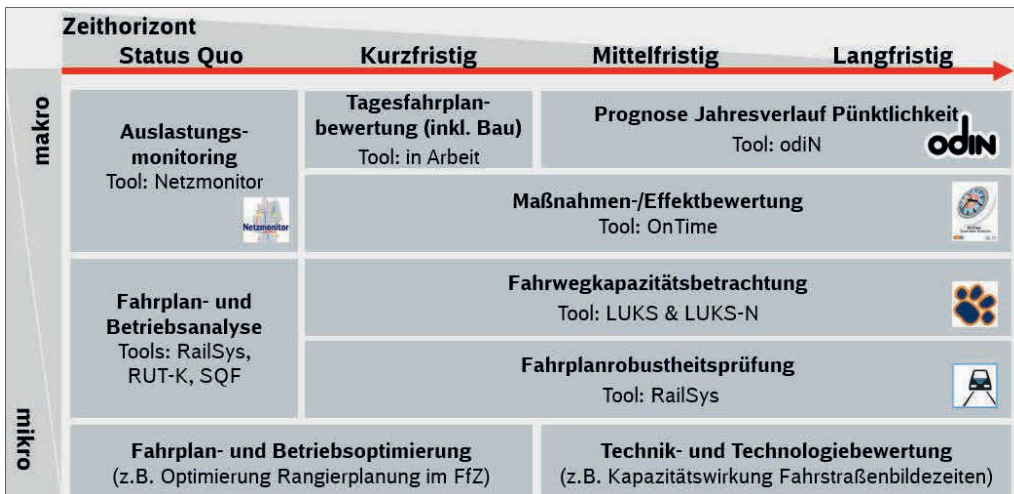 Zeithorizont
Status Quo
Kurzfristig
Mittelfristig
Langfristig
makro
mikro
Auslastungs-
monitoring
Tool: Netzmonitor
Netzmonitor
Tagesfahrplan-
bewertung (inkl. Bau)
Tool: in Arbeit
Prognose Jahresverlauf Pünktlichkeit
Tool: odiN
odiN
Maßnahmen-/Effektbewertung
Tool: OnTime
Fahrplan- und
Betriebsanalyse
Tools: RailSys,
RUT-K, SQF
Fahrwegkapazitätsbetrachtung
Tool: LUKS & LUKS-N
Fahrplanrobustheitsprüfung
Tool: RailSys
Fahrplan- und Betriebsoptimierung
(z.B. Optimierung Rangierplanung im FfZ)
Technik- und Technologiebewertung
(z.B. Kapazitätswirkung Fahrstraßenbildezeiten)